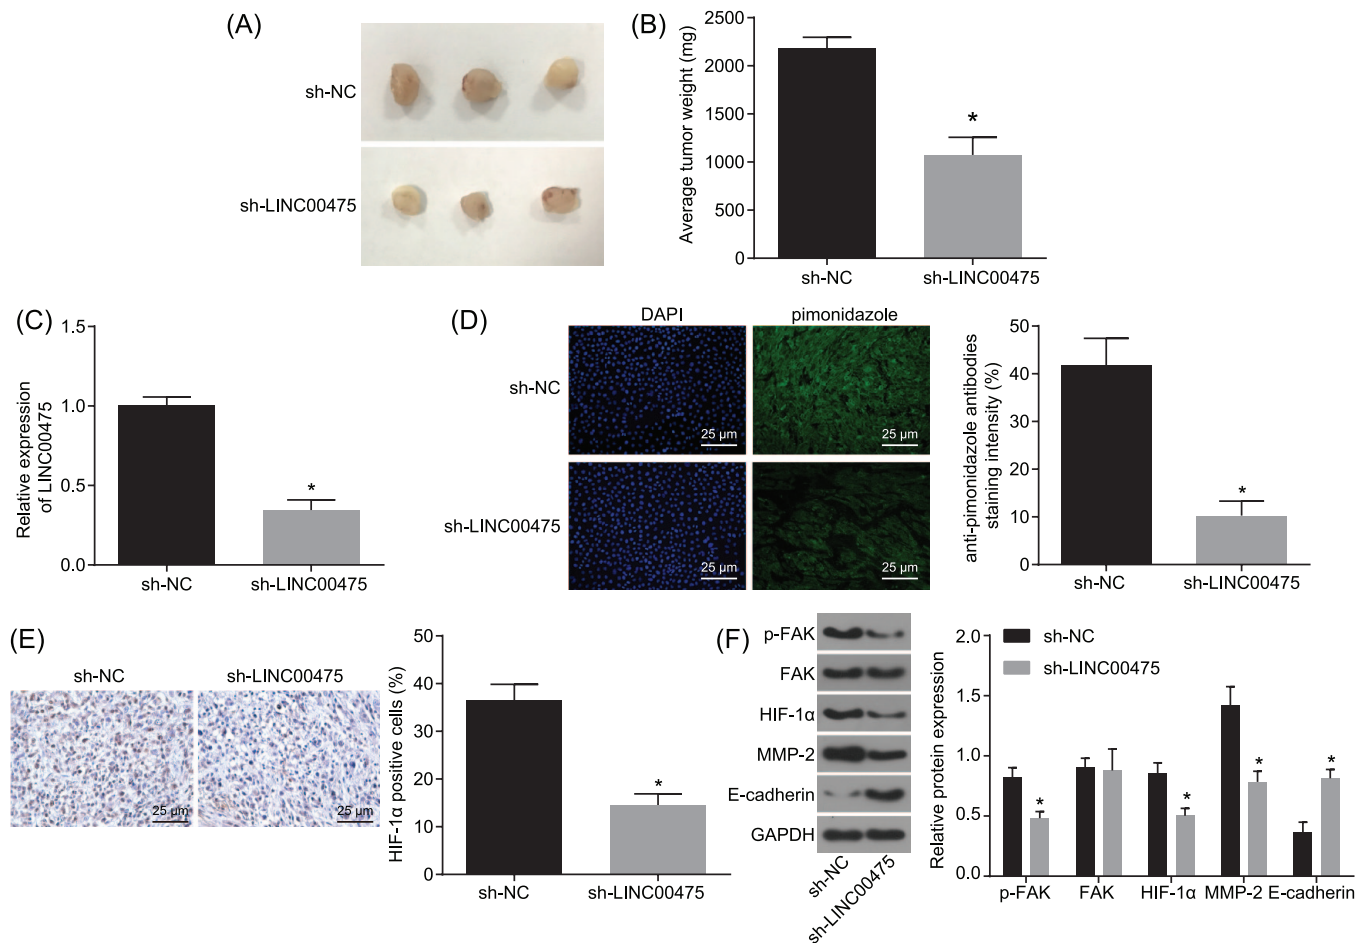 (A)
sh-NC
sh-LINC00475
(B)
Average tumor weight (mg)
2500
2000
1500
1000
500
0
*
sh-NC
sh-LINC00475
(C)
Relative expression
of LINC00475
1.5
1.0
0.5
0.0
*
sh-NC
sh-LINC00475
(D)
DAPI
pimonidazole
sh-NC
25 µm
25 µm
sh-LINC00475
25 µm
25 µm
anti-pimonidazole antibodies
staining intensity (%)
50
40
30
20
10
0
*
sh-NC
sh-LINC00475
(E)
sh-NC
sh-LINC00475
25 µm
25 µm
HIF-1α positive cells (%)
50
40
30
20
10
0
*
sh-NC
sh-LINC00475
(F)
p-FAK
FAK
HIF-1α
MMP-2
E-cadherin
GAPDH
sh-NC
sh-LINC00475
Relative protein expression
2.0
1.5
1.0
0.5
0.0
sh-NC
sh-LINC00475
*
*
*
*
p-FAK
FAK
HIF-1α
MMP-2
E-cadherin